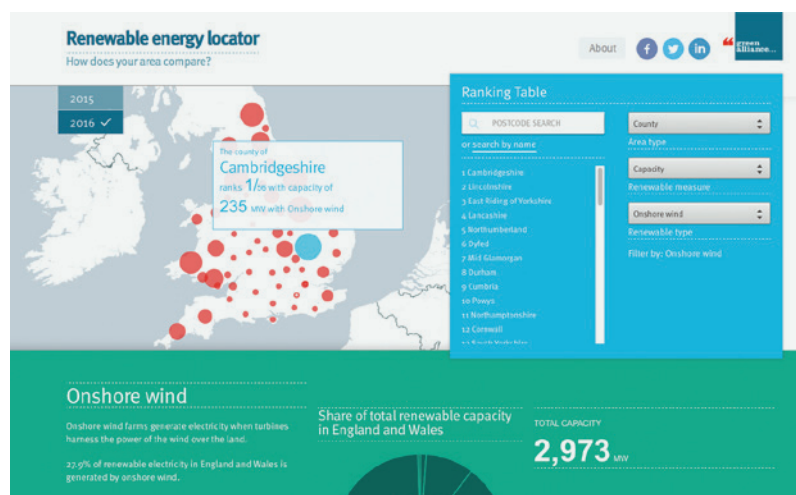 Renewable energy locator
How does your area compare?
About
green
alliance...
2015
2016
The county of
Cambridgeshire
ranks 1/56 with capacity of
235 MW with Onshore wind
Ranking Table
POSTCODE SEARCH
or search by name
1 Cambridgeshire
2 Lincolnshire
3 East Riding of Yorkshire
4 Lancashire
5 Northumberland
6 Dyfed
7 Mid Glamorgan
8 Durham
9 Cumbria
10 Powys
11 Northamptonshire
12 Cornwall
13 South Yorkshire
County
Area type
Capacity
Renewable measure
Onshore wind
Renewable type
Filter by: Onshore wind
Onshore wind
Onshore wind farms generate electricity when turbines
harness the power of the wind over the land.
27.9% of renewable electricity in England and Wales is
generated by onshore wind.
Share of total renewable capacity
in England and Wales
TOTAL CAPACITY
2,973 MW